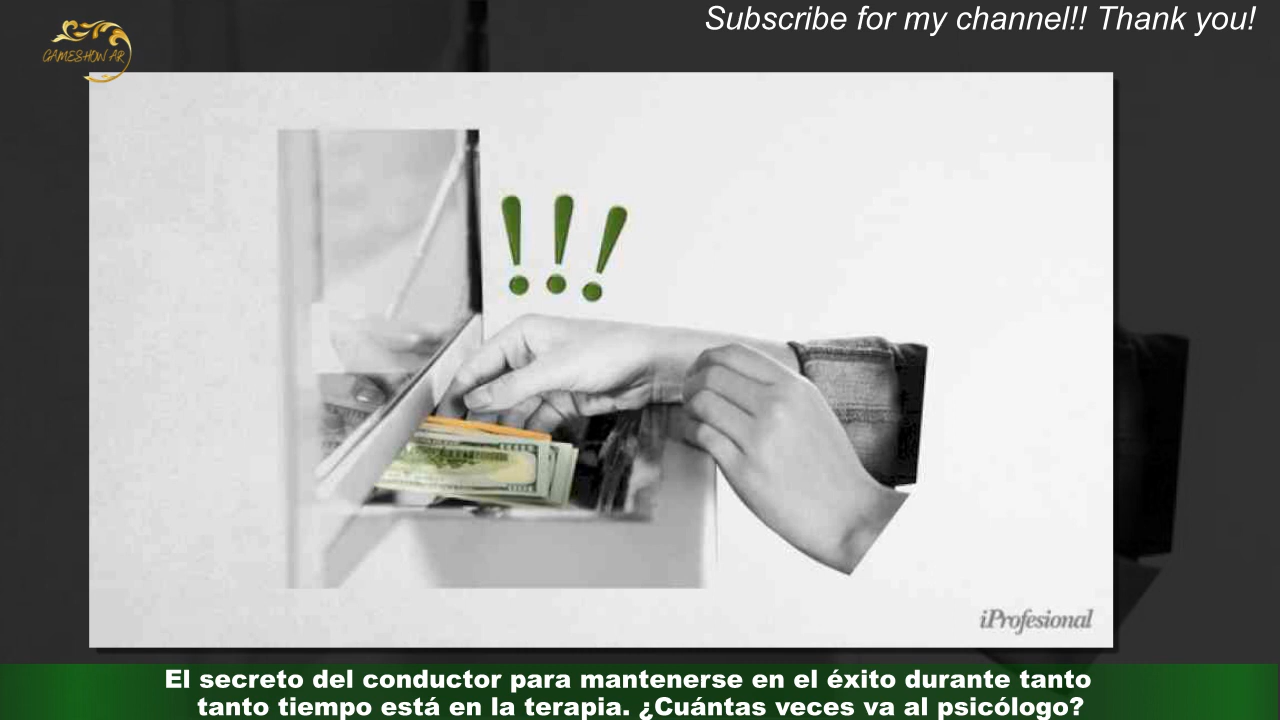 Subscribe for my channel!! Thank you!
GAMESHOW AR
!!!
iProfesional
El secreto del conductor para mantenerse en el éxito durante tanto
tanto tiempo está en la terapia. ¿Cuántas veces va al psicólogo?